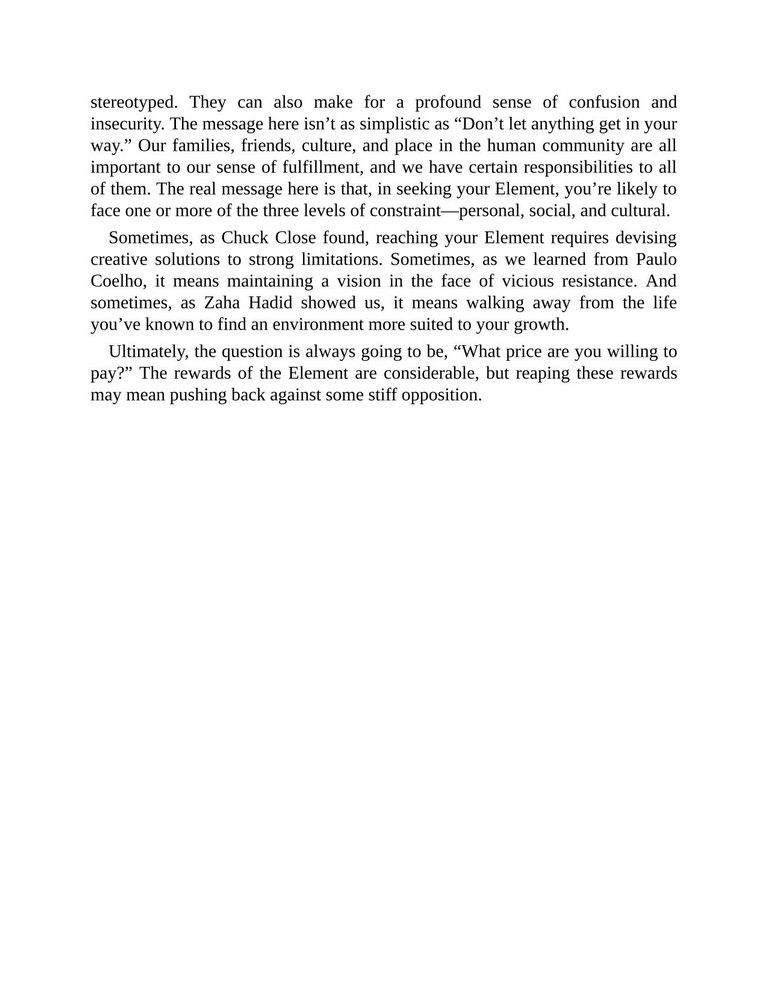 stereotyped. They can also make for a profound sense of confusion and
insecurity. The message here isn’t as simplistic as “Don’t let anything get in your
way.” Our families, friends, culture, and place in the human community are all
important to our sense of fulfillment, and we have certain responsibilities to all
of them. The real message here is that, in seeking your Element, you’re likely to
face one or more of the three levels of constraint—personal, social, and cultural.
Sometimes, as Chuck Close found, reaching your Element requires devising
creative solutions to strong limitations. Sometimes, as we learned from Paulo
Coelho, it means maintaining a vision in the face of vicious resistance. And
sometimes, as Zaha Hadid showed us, it means walking away from the life
you’ve known to find an environment more suited to your growth.
Ultimately, the question is always going to be, “What price are you willing to
pay?” The rewards of the Element are considerable, but reaping these rewards
may mean pushing back against some stiff opposition.